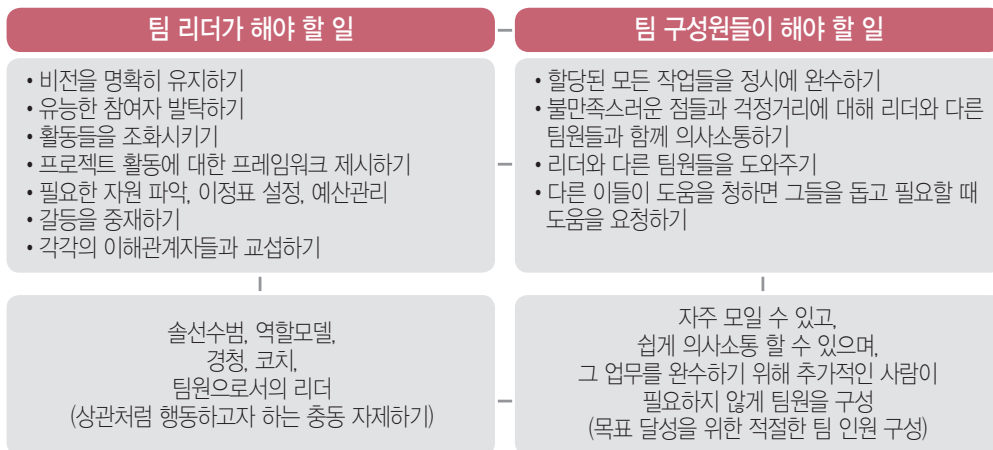 팀 리더가 해야 할 일
• 비전을 명확히 유지하기
• 유능한 참여자 발탁하기
• 활동들을 조화시키기
• 프로젝트 활동에 대한 프레임워크 제시하기
• 필요한 자원 파악, 이정표 설정, 예산관리
• 갈등을 중재하기
• 각각의 이해관계자들과 교섭하기
솔선수범, 역할모델,
경청, 코치,
팀원으로서의 리더
(상관처럼 행동하고자 하는 충동 자제하기)
팀 구성원들이 해야 할 일
• 할당된 모든 작업들을 정시에 완수하기
• 불만족스러운 점들과 걱정거리에 대해 리더와 다른
팀원들과 함께 의사소통하기
• 리더와 다른 팀원들을 도와주기
• 다른 이들이 도움을 청하면 그들을 돕고 필요할 때
도움을 요청하기
자주 모일 수 있고,
쉽게 의사소통 할 수 있으며,
그 업무를 완수하기 위해 추가적인 사람이
필요하지 않게 팀원을 구성
(목표 달성을 위한 적절한 팀 인원 구성)